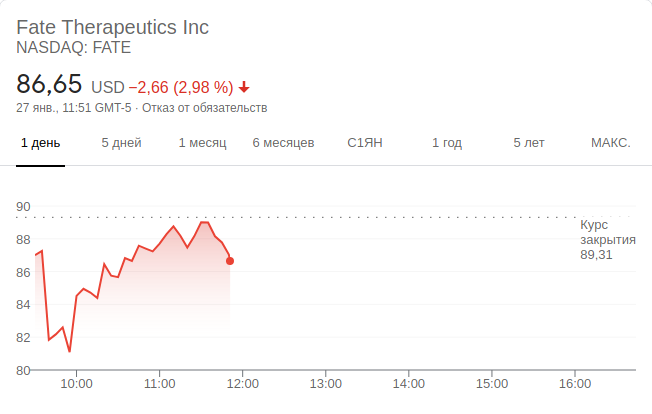 Fate Therapeutics Inc
NASDAQ: FATE
86,65 USD −2,66 (2,98 %)
27 янв., 11:51 GMT-5 · Отказ от обязательств
1 день 5 дней 1 месяц 6 месяцев С1ЯН 1 год 5 лет МАКС.
90
88
86
84
82
80
Курс
закрытия
89,31
10:00 11:00 12:00 13:00 14:00 15:00 16:00